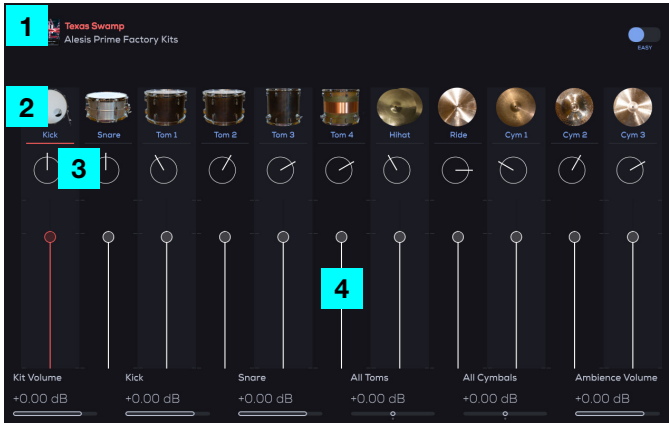 1
Texas Swamp
Alesis Prime Factory Kits
EASY
2
Kick Snare Tom 1 Tom 2 Tom 3 Tom 4 Hihat Ride Cym 1 Cym 2 Cym 3
3
4
Kit Volume Kick Snare All Toms All Cymbals Ambience Volume
+0.00 dB +0.00 dB +0.00 dB +0.00 dB +0.00 dB +0.00 dB